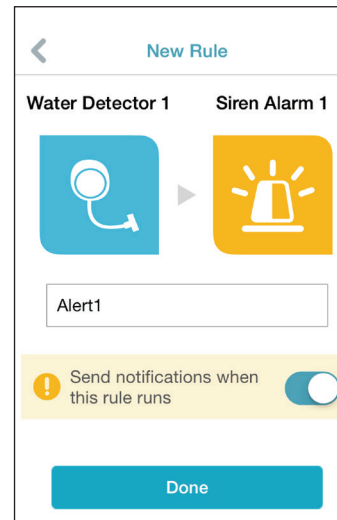 New Rule
Water Detector 1
Siren Alarm 1
Alert1
Send notifications when
this rule runs
Done